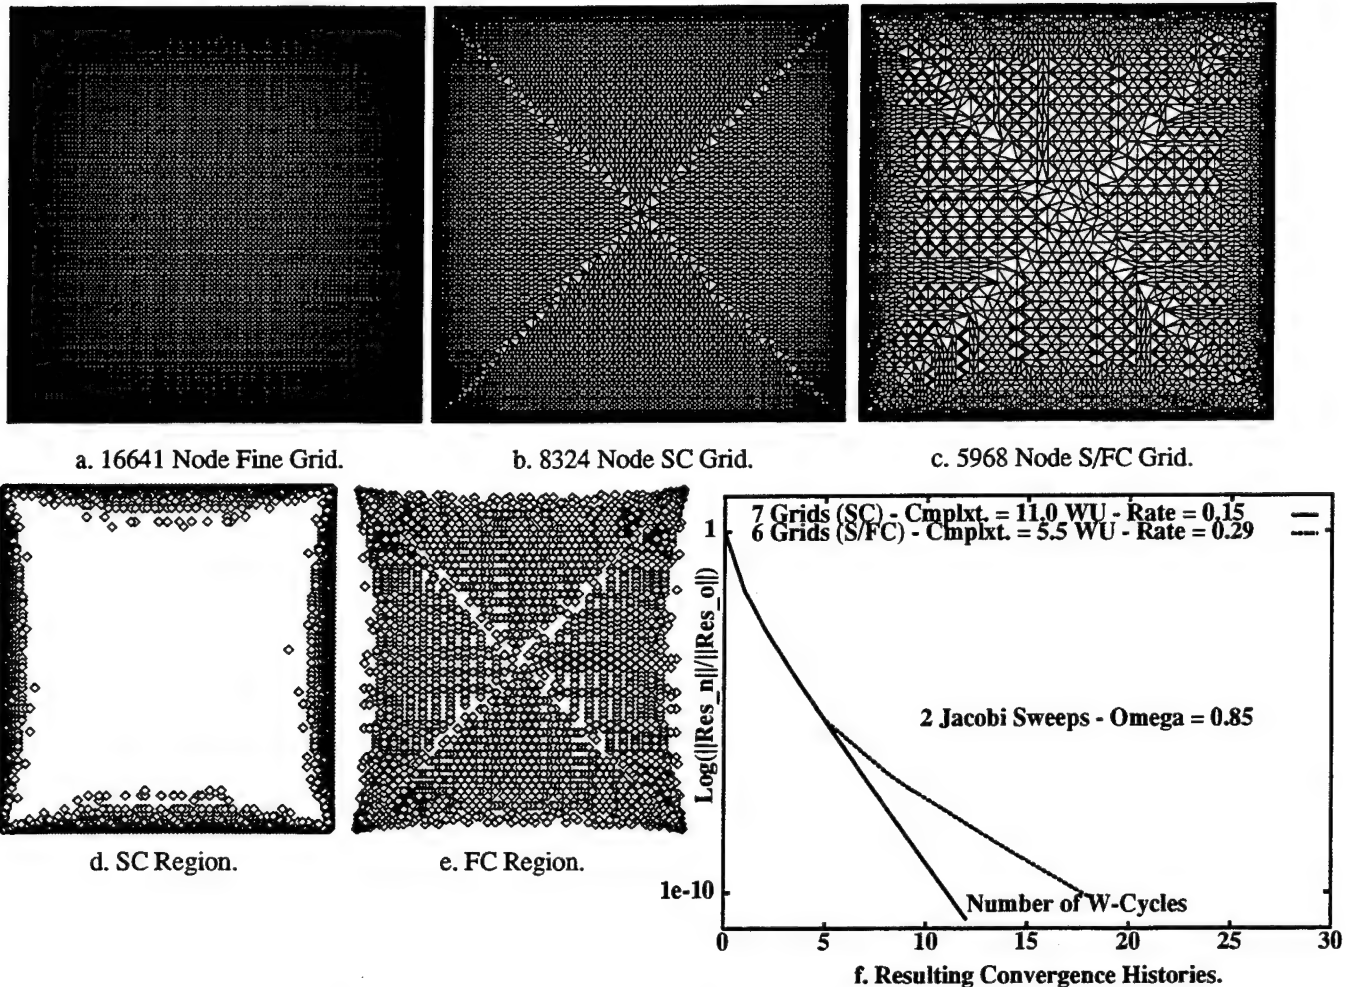 a. 16641 Node Fine Grid.
b. 8324 Node SC Grid.
c. 5968 Node S/FC Grid.
d. SC Region.
e. FC Region.
7 Grids (SC) - Cmplxt. = 11.0 WU - Rate = 0.15
6 Grids (S/FC) - Cmplxt. = 5.5 WU - Rate = 0.29
1
Log(||Res_n||/||Res_o||)
2 Jacobi Sweeps - Omega = 0.85
1e-10
Number of W-Cycles
0 5 10 15 20 25 30
f. Resulting Convergence Histories.